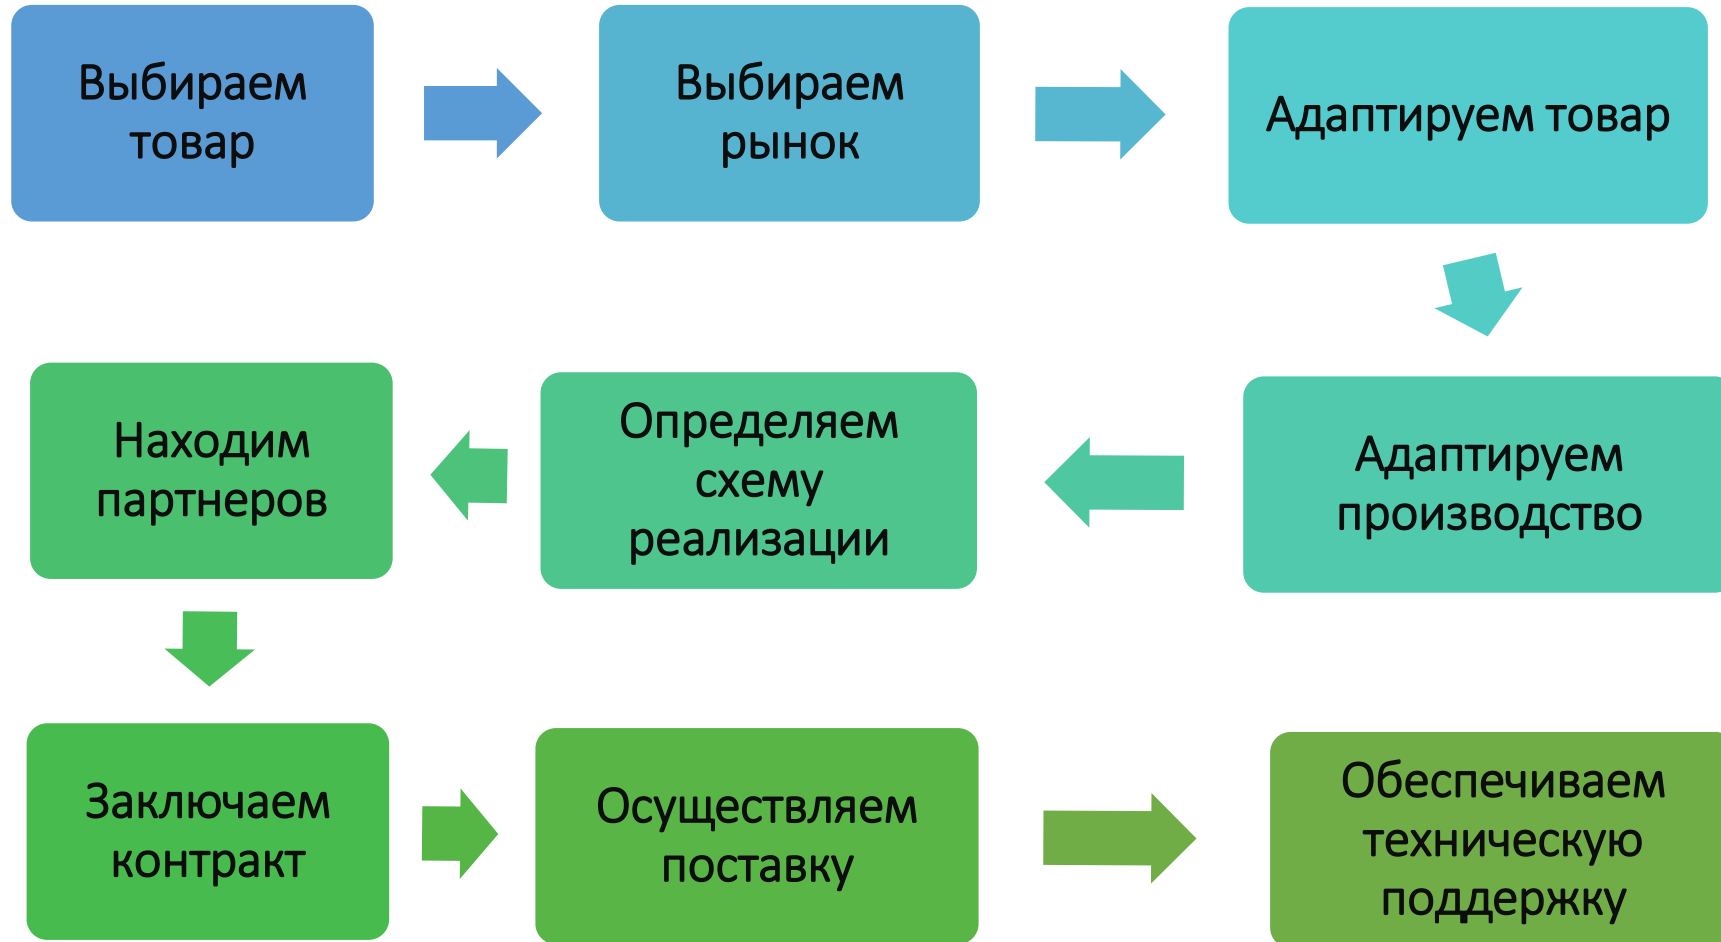 Выбираем
товар
Выбираем
рынок
Адаптируем товар
Адаптируем
производство
Определяем
схему
реализации
Находим
партнеров
Заключаем
контракт
Осуществляем
поставку
Обеспечиваем
техническую
поддержку